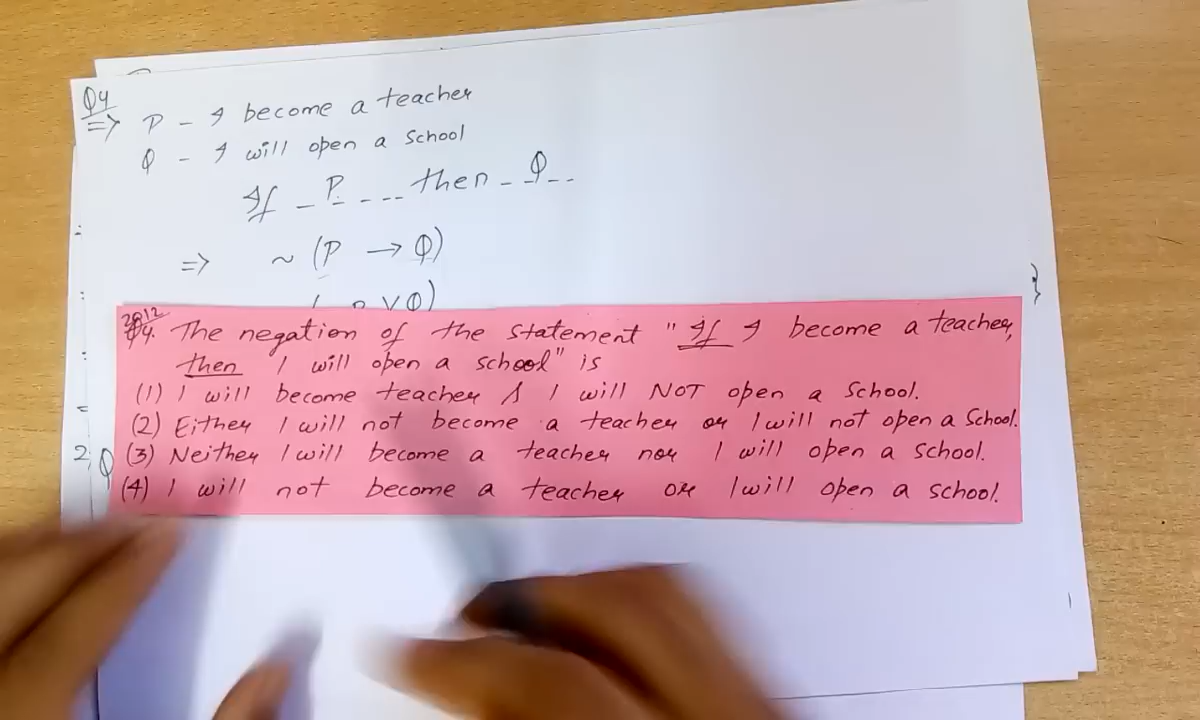 Q4
=> P - I become a teacher
Q - I will open a School
If _ P _ _ _ then _ Q _ _
=> ~ (P → Q)
P ∨ Q)
2012
Q4. The negation of the statement "If I become a teacher,
then I will open a school" is
(1) I will become teacher & I will NOT open a School.
(2) Either I will not become a teacher or I will not open a School.
2 Q
(3) Neither I will become a teacher nor I will open a school.
(4) I will not become a teacher or I will open a school.